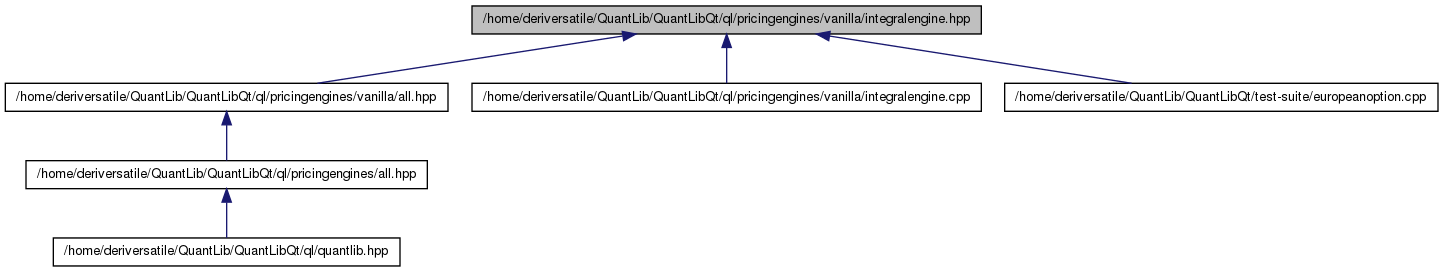 /home/deriversatile/QuantLib/QuantLibQt/ql/pricingengines/vanilla/integralengine.hpp
/home/deriversatile/QuantLib/QuantLibQt/ql/pricingengines/vanilla/all.hpp
/home/deriversatile/QuantLib/QuantLibQt/ql/pricingengines/vanilla/integralengine.cpp
/home/deriversatile/QuantLib/QuantLibQt/test-suite/europeanoption.cpp
/home/deriversatile/QuantLib/QuantLibQt/ql/pricingengines/all.hpp
/home/deriversatile/QuantLib/QuantLibQt/ql/quantlib.hpp